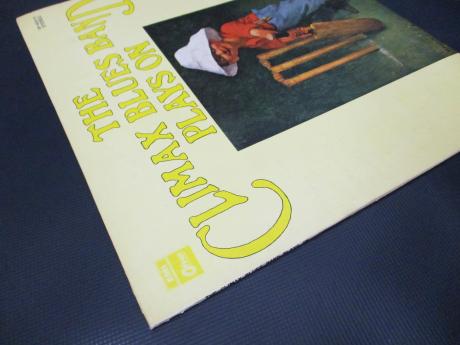 THE
CLIMAX BLUES BAND
PLAYS ON